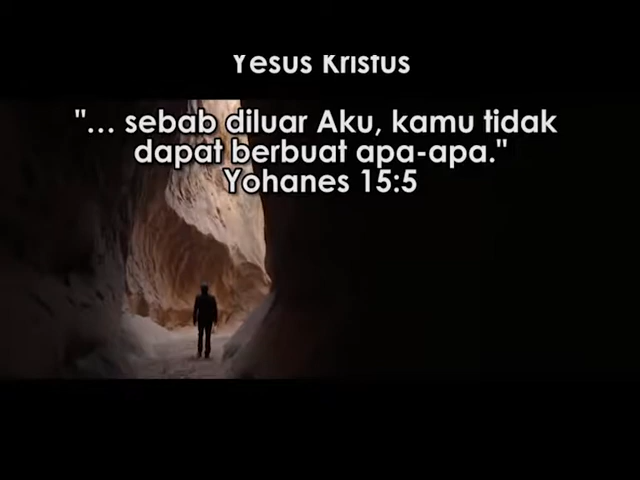 Yesus Kristus
"... sebab diluar Aku, kamu tidak
dapat berbuat apa-apa."
Yohanes 15:5